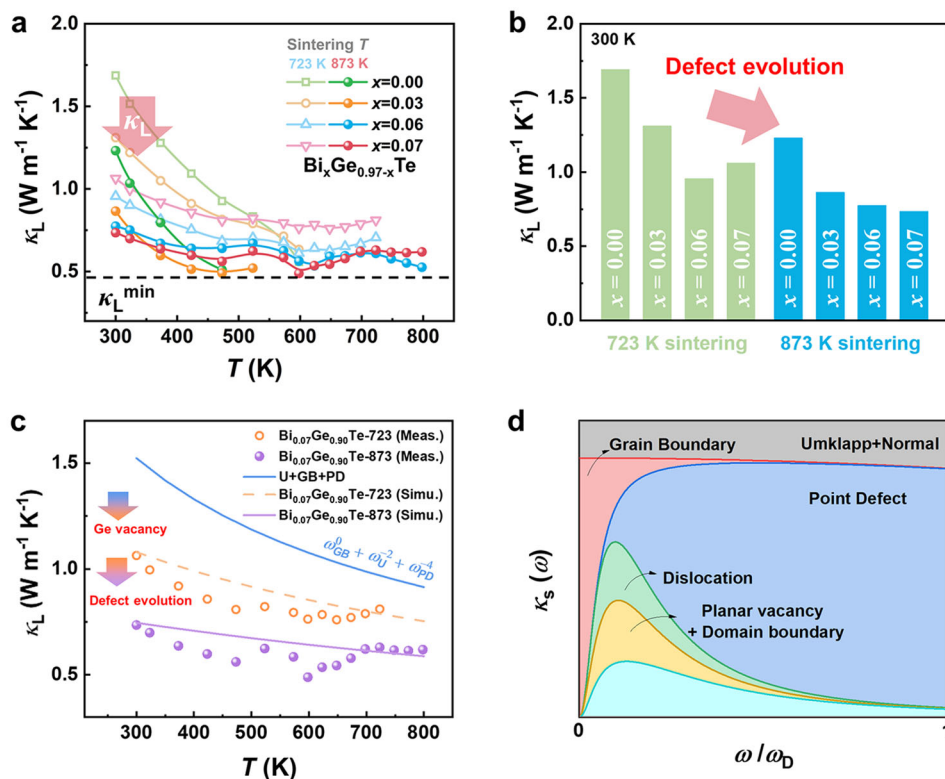 a
2.0
1.5
1.0
0.5
κL (W m-1 K-1)
Sintering T
723 K 873 K
x=0.00
x=0.03
x=0.06
x=0.07
BixGe0.97-xTe
κL
κLmin
300 400 500 600 700 800
T (K)
b
2.0
1.5
1.0
0.5
0.0
κL (W m-1 K-1)
300 K
Defect evolution
x = 0.00
x = 0.03
x = 0.06
x = 0.07
x = 0.00
x = 0.03
x = 0.06
x = 0.07
723 K sintering
873 K sintering
c
1.5
1.0
0.5
κL (W m-1 K-1)
Bi0.07Ge0.90Te-723 (Meas.)
Bi0.07Ge0.90Te-873 (Meas.)
U+GB+PD
Bi0.07Ge0.90Te-723 (Simu.)
Bi0.07Ge0.90Te-873 (Simu.)
Ge vacancy
Defect evolution
ω0GB + ω-2U + ω-4PD
300 400 500 600 700 800
T (K)
d
κs (ω)
Grain Boundary
Umklapp+Normal
Point Defect
Dislocation
Planar vacancy
+ Domain boundary
0
1
ω/ωD